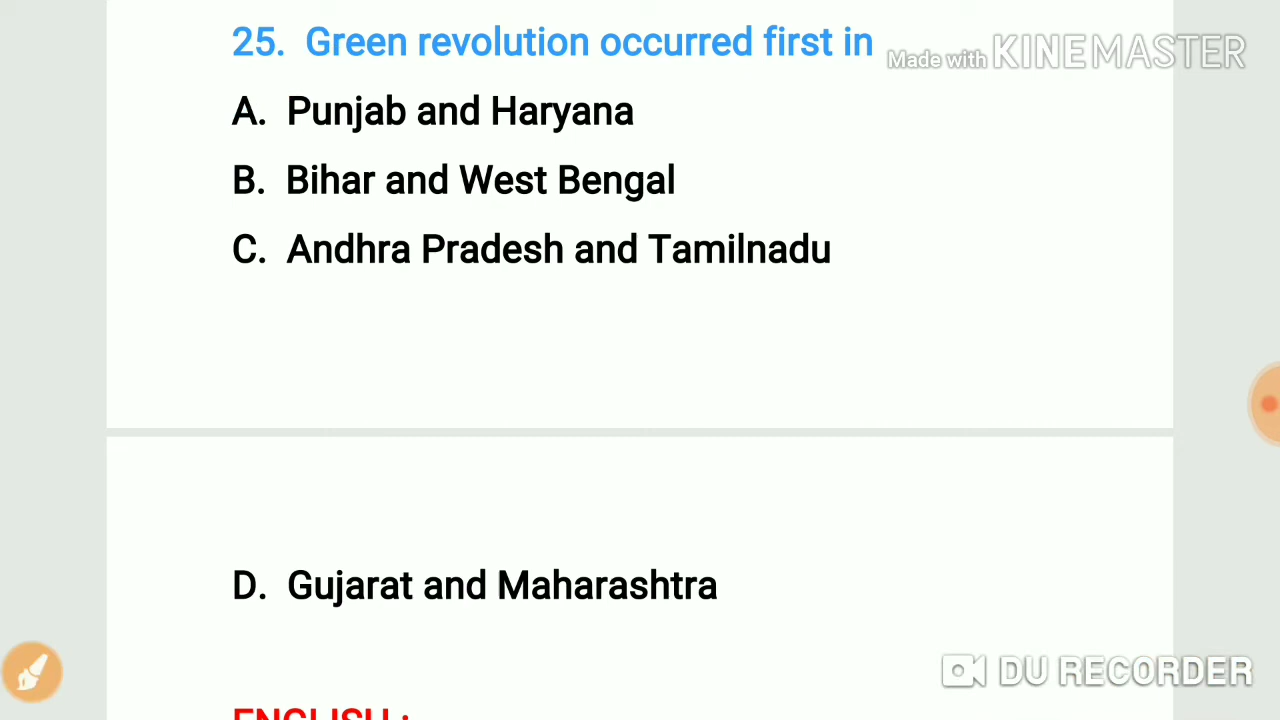 25. Green revolution occurred first in
Made with KINEMASTER
A. Punjab and Haryana
B. Bihar and West Bengal
C. Andhra Pradesh and Tamilnadu
D. Gujarat and Maharashtra
DU RECORDER
ENGLISH :